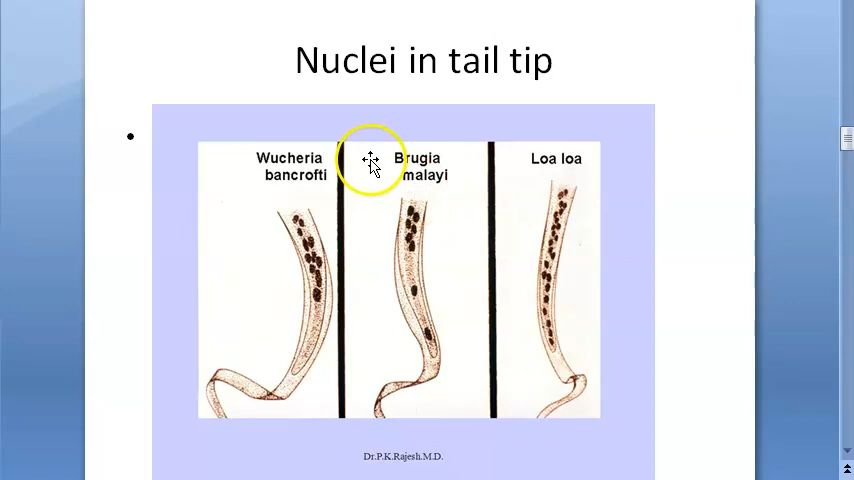 Nuclei in tail tip
Wucheria
bancrofti
Brugia
malayi
Loa loa
Dr.P.K.Rajesh.M.D.